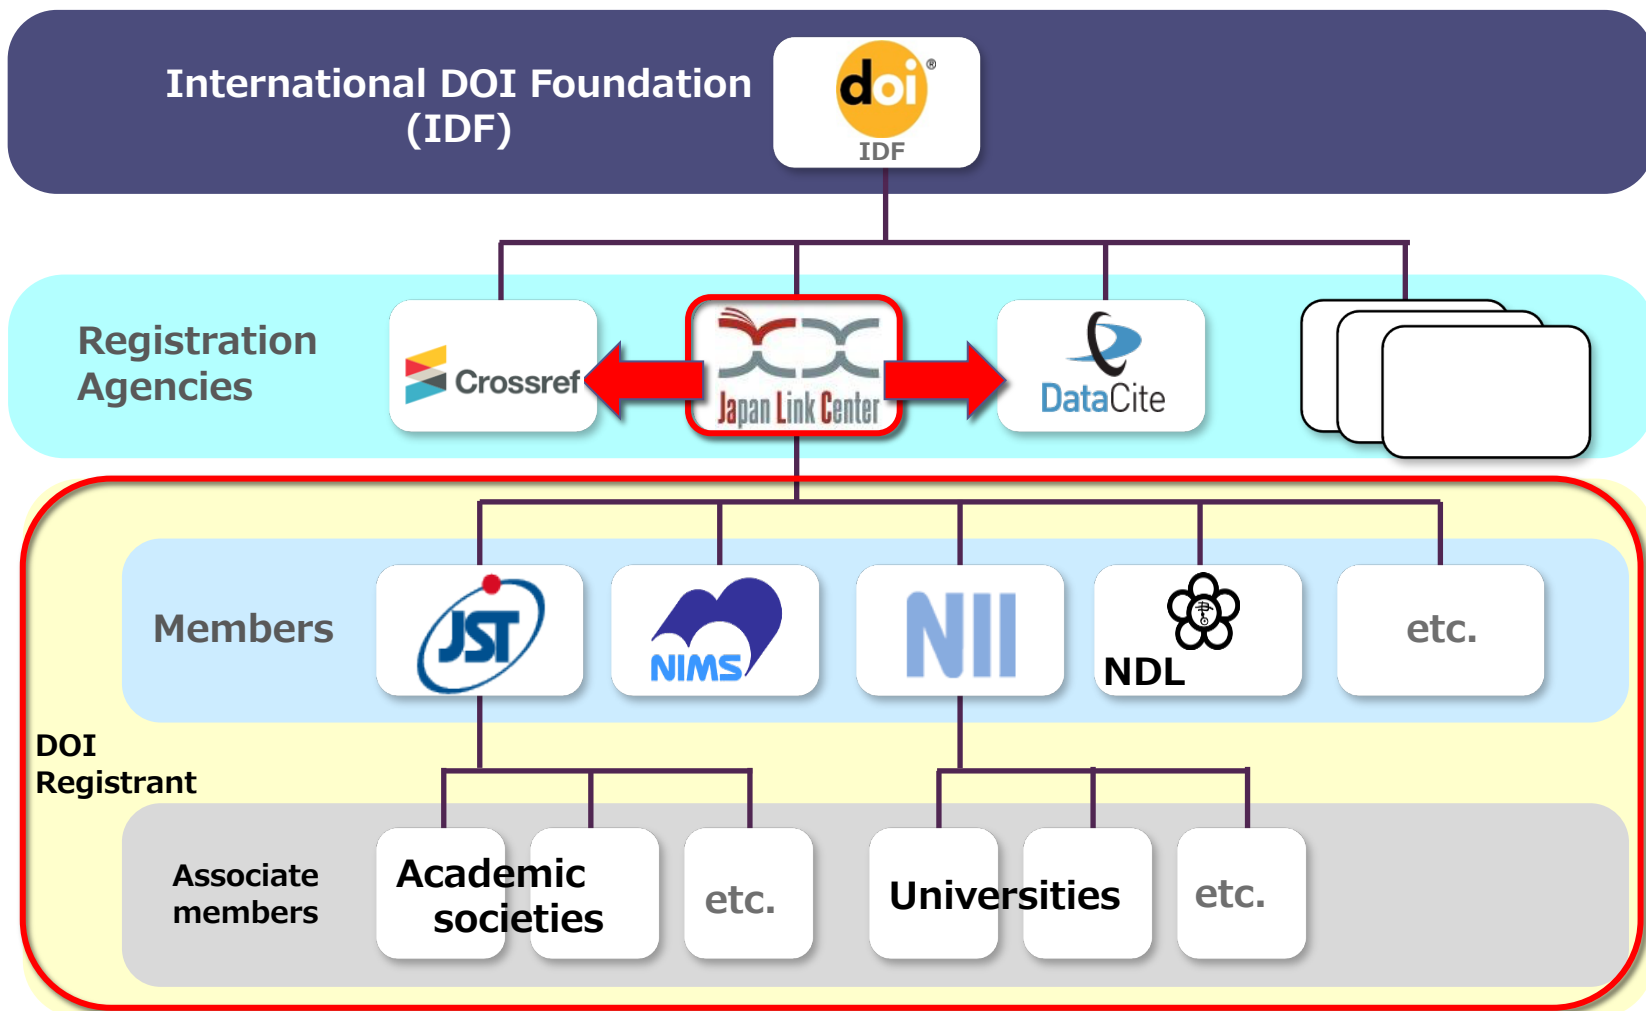 International DOI Foundation
(IDF)
doi®
IDF
Registration
Agencies
Crossref
Japan Link Center
DataCite
Members
JST
NIMS
NII
NDL
etc.
DOI
Registrant
Associate
members
Academic
societies
etc.
Universities
etc.